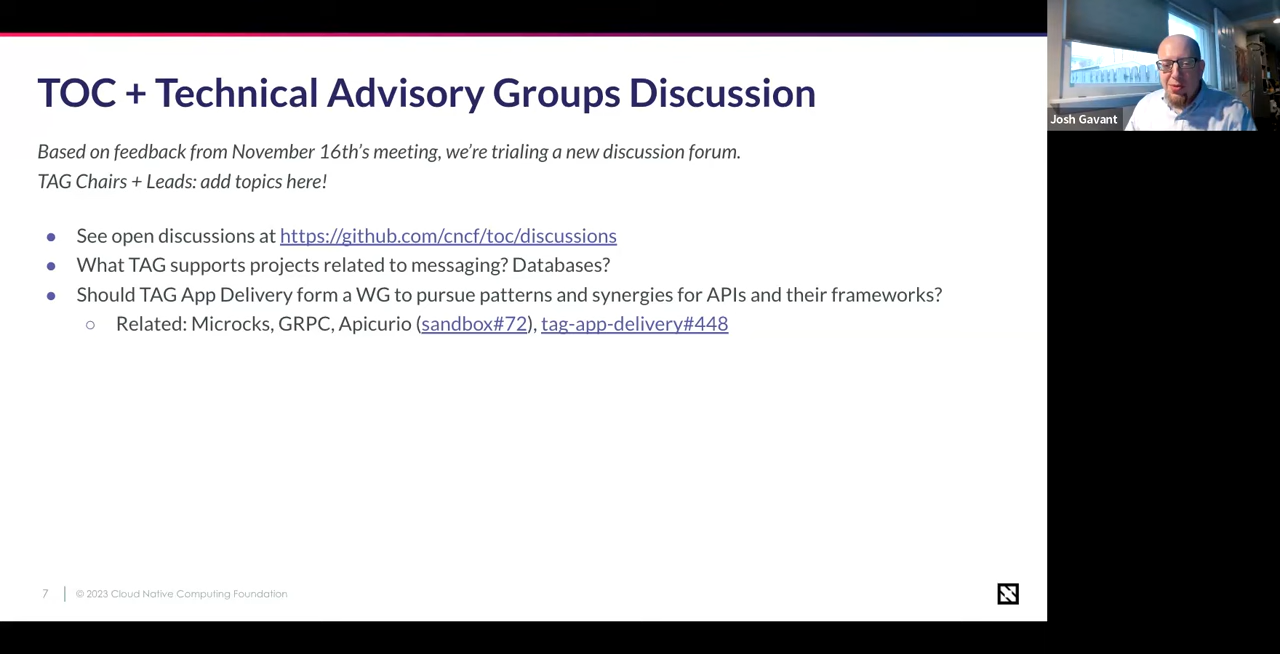 TOC + Technical Advisory Groups Discussion
Based on feedback from November 16th's meeting, we're trialing a new discussion forum.
TAG Chairs + Leads: add topics here!
● See open discussions at https://github.com/cncf/toc/discussions
● What TAG supports projects related to messaging? Databases?
● Should TAG App Delivery form a WG to pursue patterns and synergies for APIs and their frameworks?
○ Related: Microcks, GRPC, Apicurio (sandbox#72), tag-app-delivery#448
7 | © 2023 Cloud Native Computing Foundation
Josh Gavant